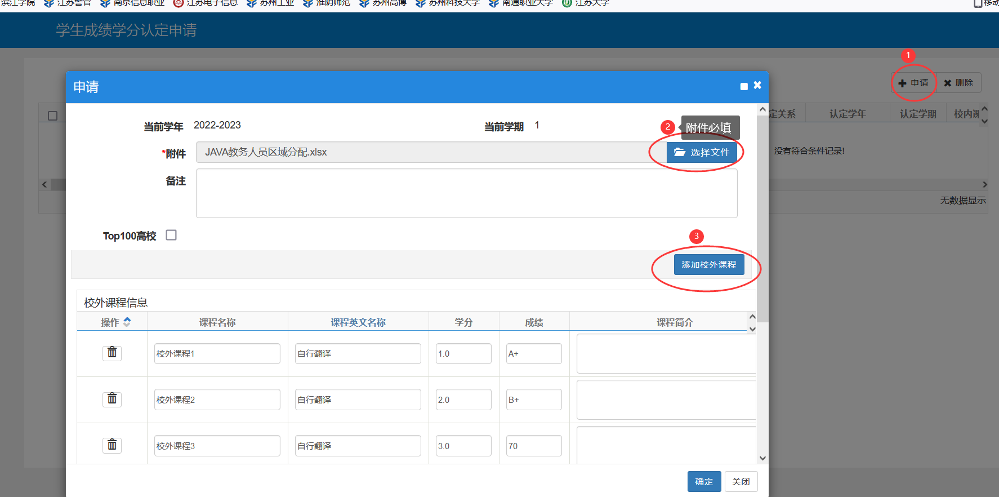 滨江学院 江苏警官 南京信息职业 江苏电子信息 苏州工业 淮阴师范 苏州高博 苏州科技大学 南通职业大学 江苏大学 移动
学生成绩学分认定申请
1
申请 删除
申请
定关系 认定学年 认定学期 校内课
当前学年 2022-2023 当前学期 1
2 附件必填
*附件 JAVA教务人员区域分配.xlsx 选择文件
没有符合条件记录!
备注
无数据显示
Top100高校
3
添加校外课程
校外课程信息
操作 课程名称 课程英文名称 学分 成绩 课程简介
校外课程1 自行翻译 1.0 A+
校外课程2 自行翻译 2.0 B+
校外课程3 自行翻译 3.0 70
确定 关闭